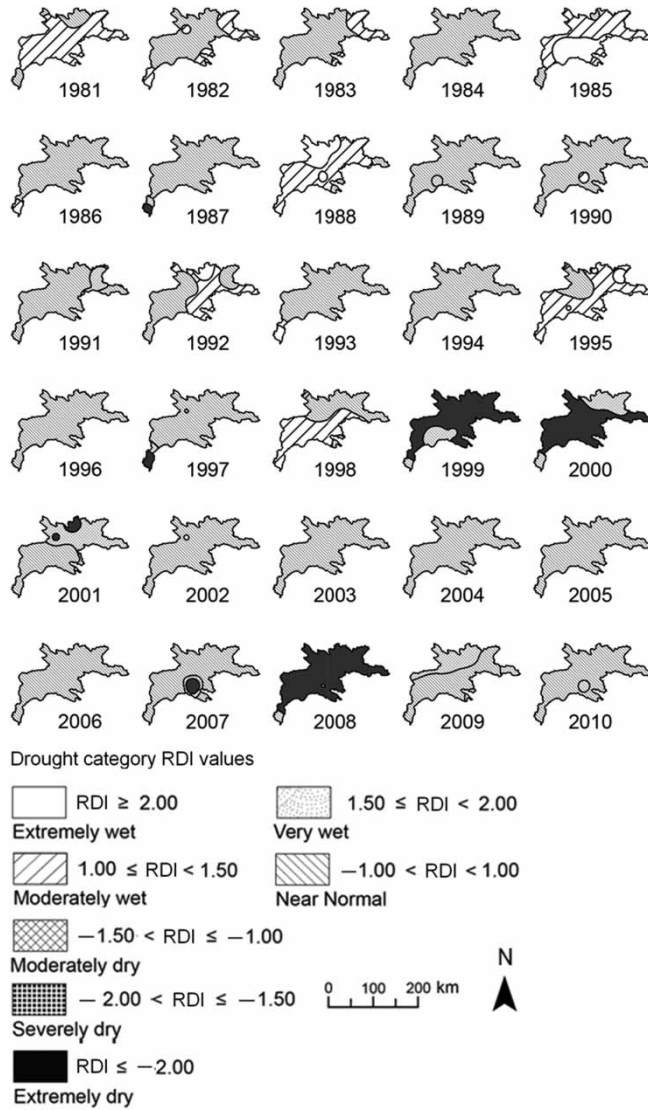 1981 1982 1983 1984 1985
1986 1987 1988 1989 1990
1991 1992 1993 1994 1995
1996 1997 1998 1999 2000
2001 2002 2003 2004 2005
2006 2007 2008 2009 2010
Drought category RDI values
RDI ≥ 2.00
Extremely wet
1.50 ≤ RDI < 2.00
Very wet
1.00 ≤ RDI < 1.50
Moderately wet
−1.00 < RDI < 1.00
Near Normal
−1.50 < RDI ≤ −1.00
Moderately dry
− 2.00 < RDI ≤ −1.50
Severely dry
RDI ≤ −2.00
Extremely dry
0 100 200 km
N